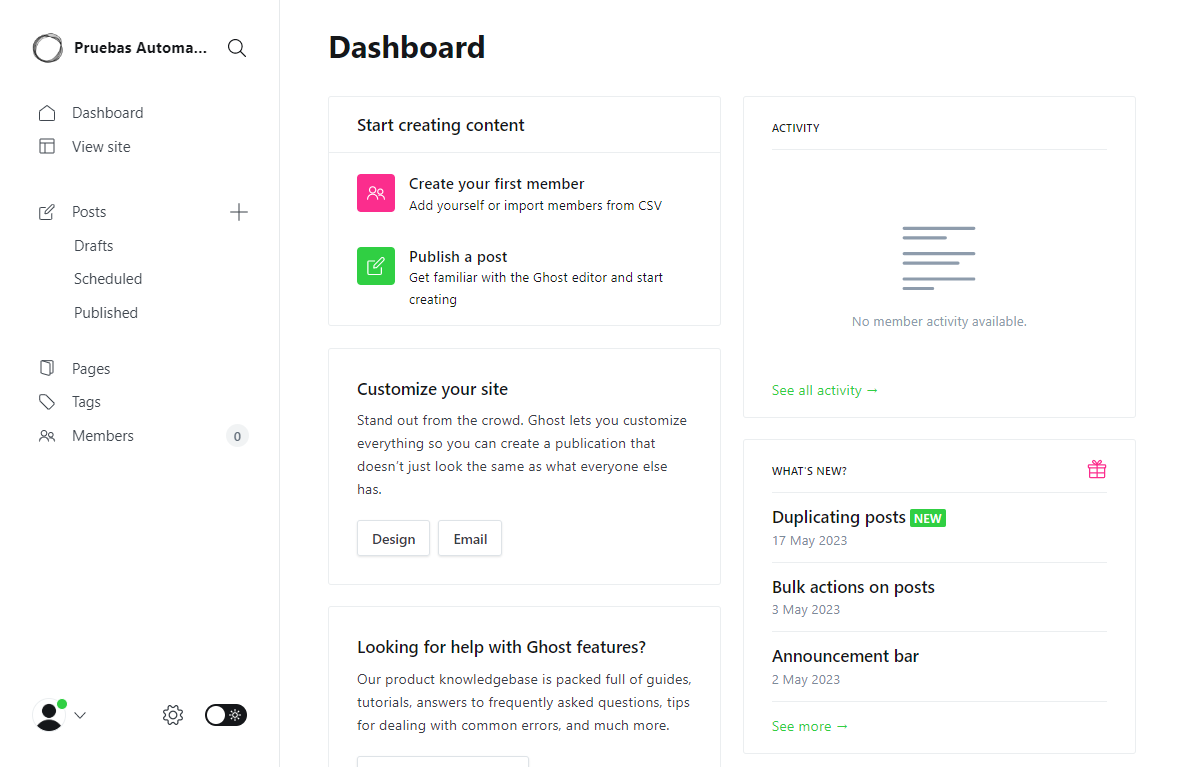 Pruebas Automa...
Dashboard
View site
Posts
Drafts
Scheduled
Published
Pages
Tags
Members
0
Dashboard
Start creating content
Create your first member
Add yourself or import members from CSV
Publish a post
Get familiar with the Ghost editor and start
creating
Customize your site
Stand out from the crowd. Ghost lets you customize
everything so you can create a publication that
doesn’t just look the same as what everyone else
has.
Design
Email
Looking for help with Ghost features?
Our product knowledgebase is packed full of guides,
tutorials, answers to frequently asked questions, tips
for dealing with common errors, and much more.
ACTIVITY
No member activity available.
See all activity →
WHAT’S NEW?
Duplicating posts NEW
17 May 2023
Bulk actions on posts
3 May 2023
Announcement bar
2 May 2023
See more →